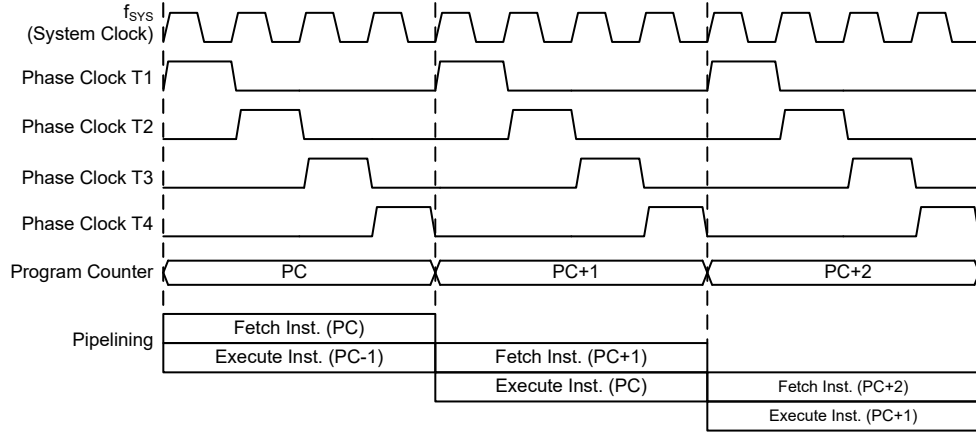 fSYS
(System Clock)
Phase Clock T1
Phase Clock T2
Phase Clock T3
Phase Clock T4
Program Counter PC PC+1 PC+2
Pipelining
Fetch Inst. (PC)
Execute Inst. (PC-1) Fetch Inst. (PC+1)
Execute Inst. (PC) Fetch Inst. (PC+2)
Execute Inst. (PC+1)